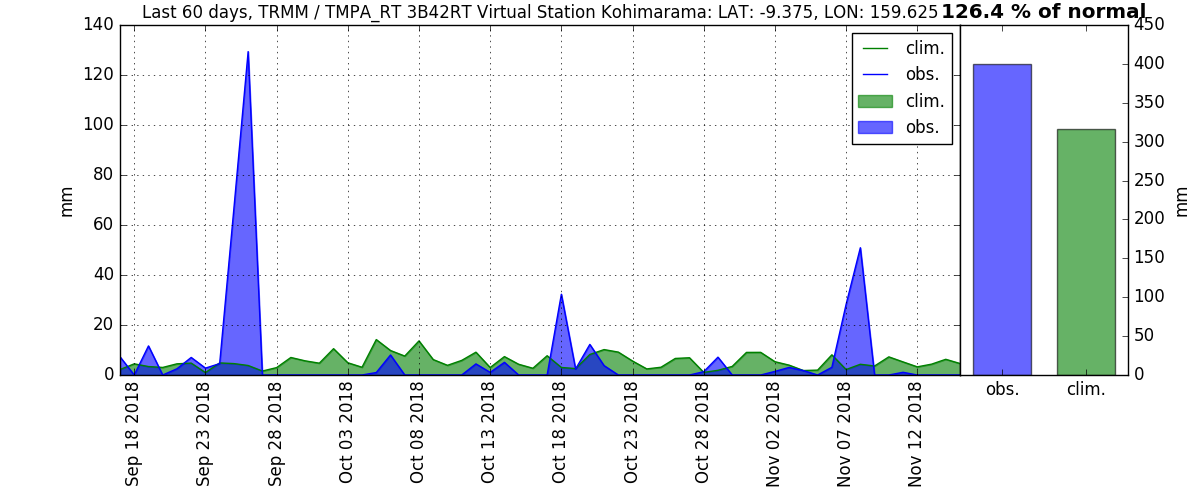 Last 60 days, TRMM / TMPA_RT 3B42RT Virtual Station Kohimarama: LAT: -9.375, LON: 159.625 126.4 % of normal
140
120
100
80
60
40
20
0
mm
clim.
obs.
clim.
obs.
450
400
350
300
250
200
150
100
50
0
mm
Sep 18 2018
Sep 23 2018
Sep 28 2018
Oct 03 2018
Oct 08 2018
Oct 13 2018
Oct 18 2018
Oct 23 2018
Oct 28 2018
Nov 02 2018
Nov 07 2018
Nov 12 2018
obs.
clim.